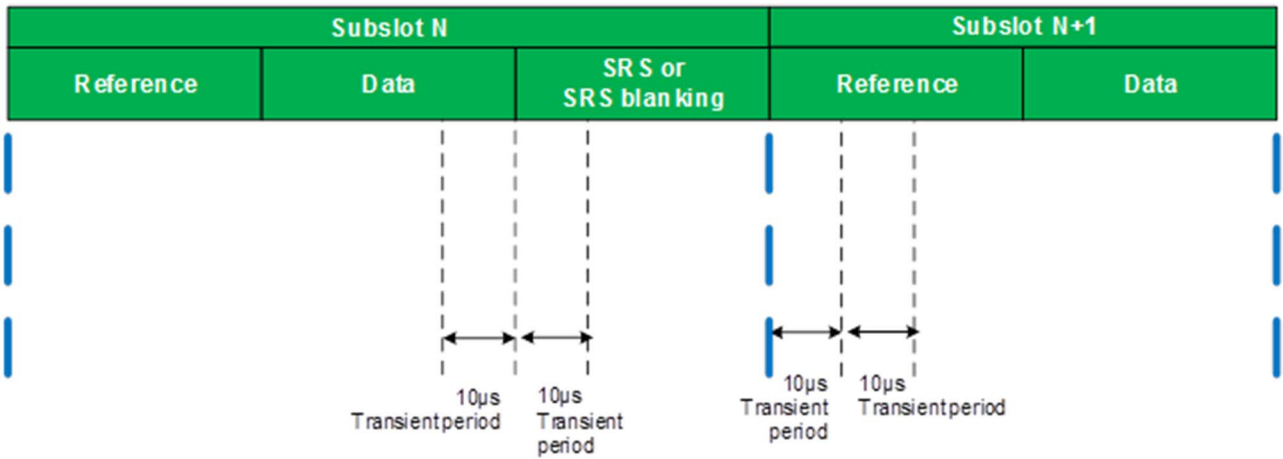 Subslot N
Subslot N+1
Reference
Data
SRS or
SRS blanking
Reference
Data
10µs
Transient period
10µs
Transient
period
10µs
Transient
period
10µs
Transient period